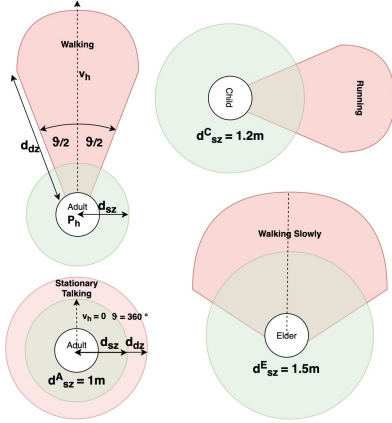 Walking
v_h
ϑ/2 ϑ/2
d_dz
d_sz
Adult
P_h
Child
d^C_sz = 1.2m
Running
Stationary
Talking
v_h = 0 ϑ = 360 °
d_sz d_dz
Adult
d^A_sz = 1m
Walking Slowly
Elder
d^E_sz = 1.5m